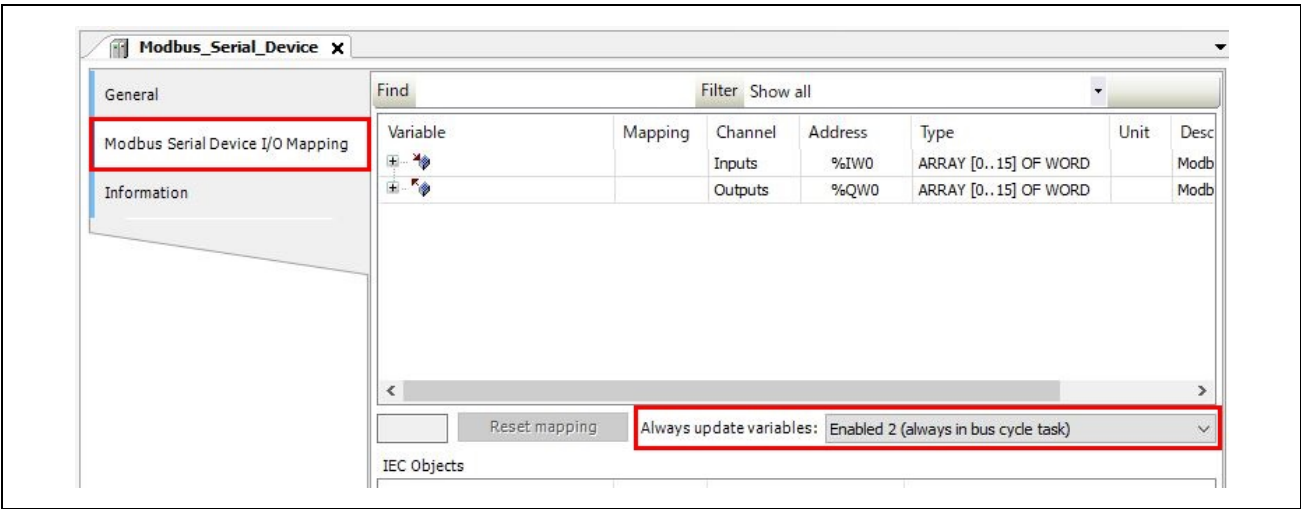 Modbus_Serial_Device X
General
Modbus Serial Device I/O Mapping
Information
Find Filter Show all
Variable Mapping Channel Address Type Unit Desc
Inputs %IW0 ARRAY [0..15] OF WORD Modb
Outputs %QW0 ARRAY [0..15] OF WORD Modb
Reset mapping Always update variables: Enabled 2 (always in bus cycle task)
IEC Objects